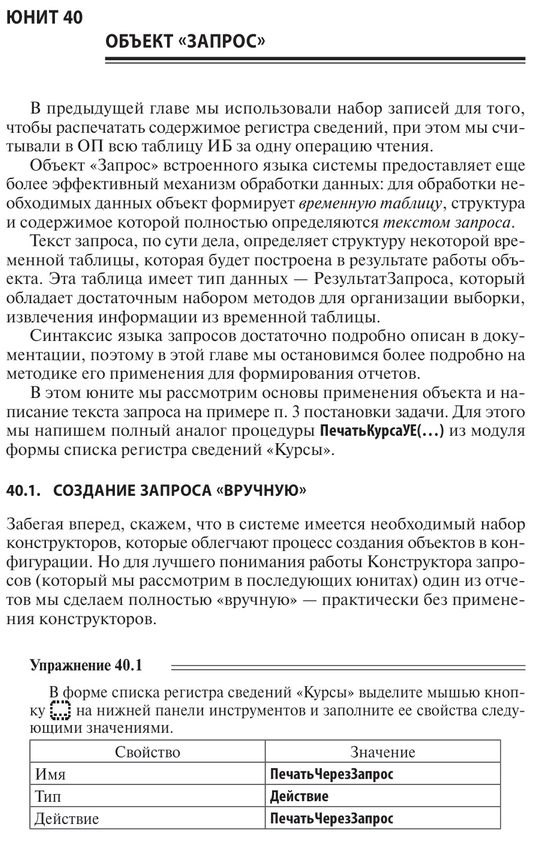 ЮНИТ 40
ОБЪЕКТ «ЗАПРОС»
В предыдущей главе мы использовали набор записей для того,
чтобы распечатать содержимое регистра сведений, при этом мы счи-
тывали в ОП всю таблицу ИБ за одну операцию чтения.
Объект «Запрос» встроенного языка системы предоставляет еще
более эффективный механизм обработки данных: для обработки не-
обходимых данных объект формирует временную таблицу, структура
и содержимое которой полностью определяются текстом запроса.
Текст запроса, по сути дела, определяет структуру некоторой вре-
менной таблицы, которая будет построена в результате работы объ-
екта. Эта таблица имеет тип данных — РезультатЗапроса, который
обладает достаточным набором методов для организации выборки,
извлечения информации из временной таблицы.
Синтаксис языка запросов достаточно подробно описан в доку-
ментации, поэтому в этой главе мы остановимся более подробно на
методике его применения для формирования отчетов.
В этом юните мы рассмотрим основы применения объекта и на-
писание текста запроса на примере п. 3 постановки задачи. Для этого
мы напишем полный аналог процедуры ПечатьКурсаУЕ(...) из модуля
формы списка регистра сведений «Курсы».
40.1. СОЗДАНИЕ ЗАПРОСА «ВРУЧНУЮ»
Забегая вперед, скажем, что в системе имеется необходимый набор
конструкторов, которые облегчают процесс создания объектов в кон-
фигурации. Но для лучшего понимания работы Конструктора запро-
сов (который мы рассмотрим в последующих юнитах) один из отче-
тов мы сделаем полностью «вручную» — практически без примене-
ния конструкторов.
Упражнение 40.1
В форме списка регистра сведений «Курсы» выделите мышью кноп-
ку ... на нижней панели инструментов и заполните ее свойства следу-
ющими значениями.
Свойство Значение
Имя ПечатьЧерезЗапрос
Тип Действие
Действие ПечатьЧерезЗапрос